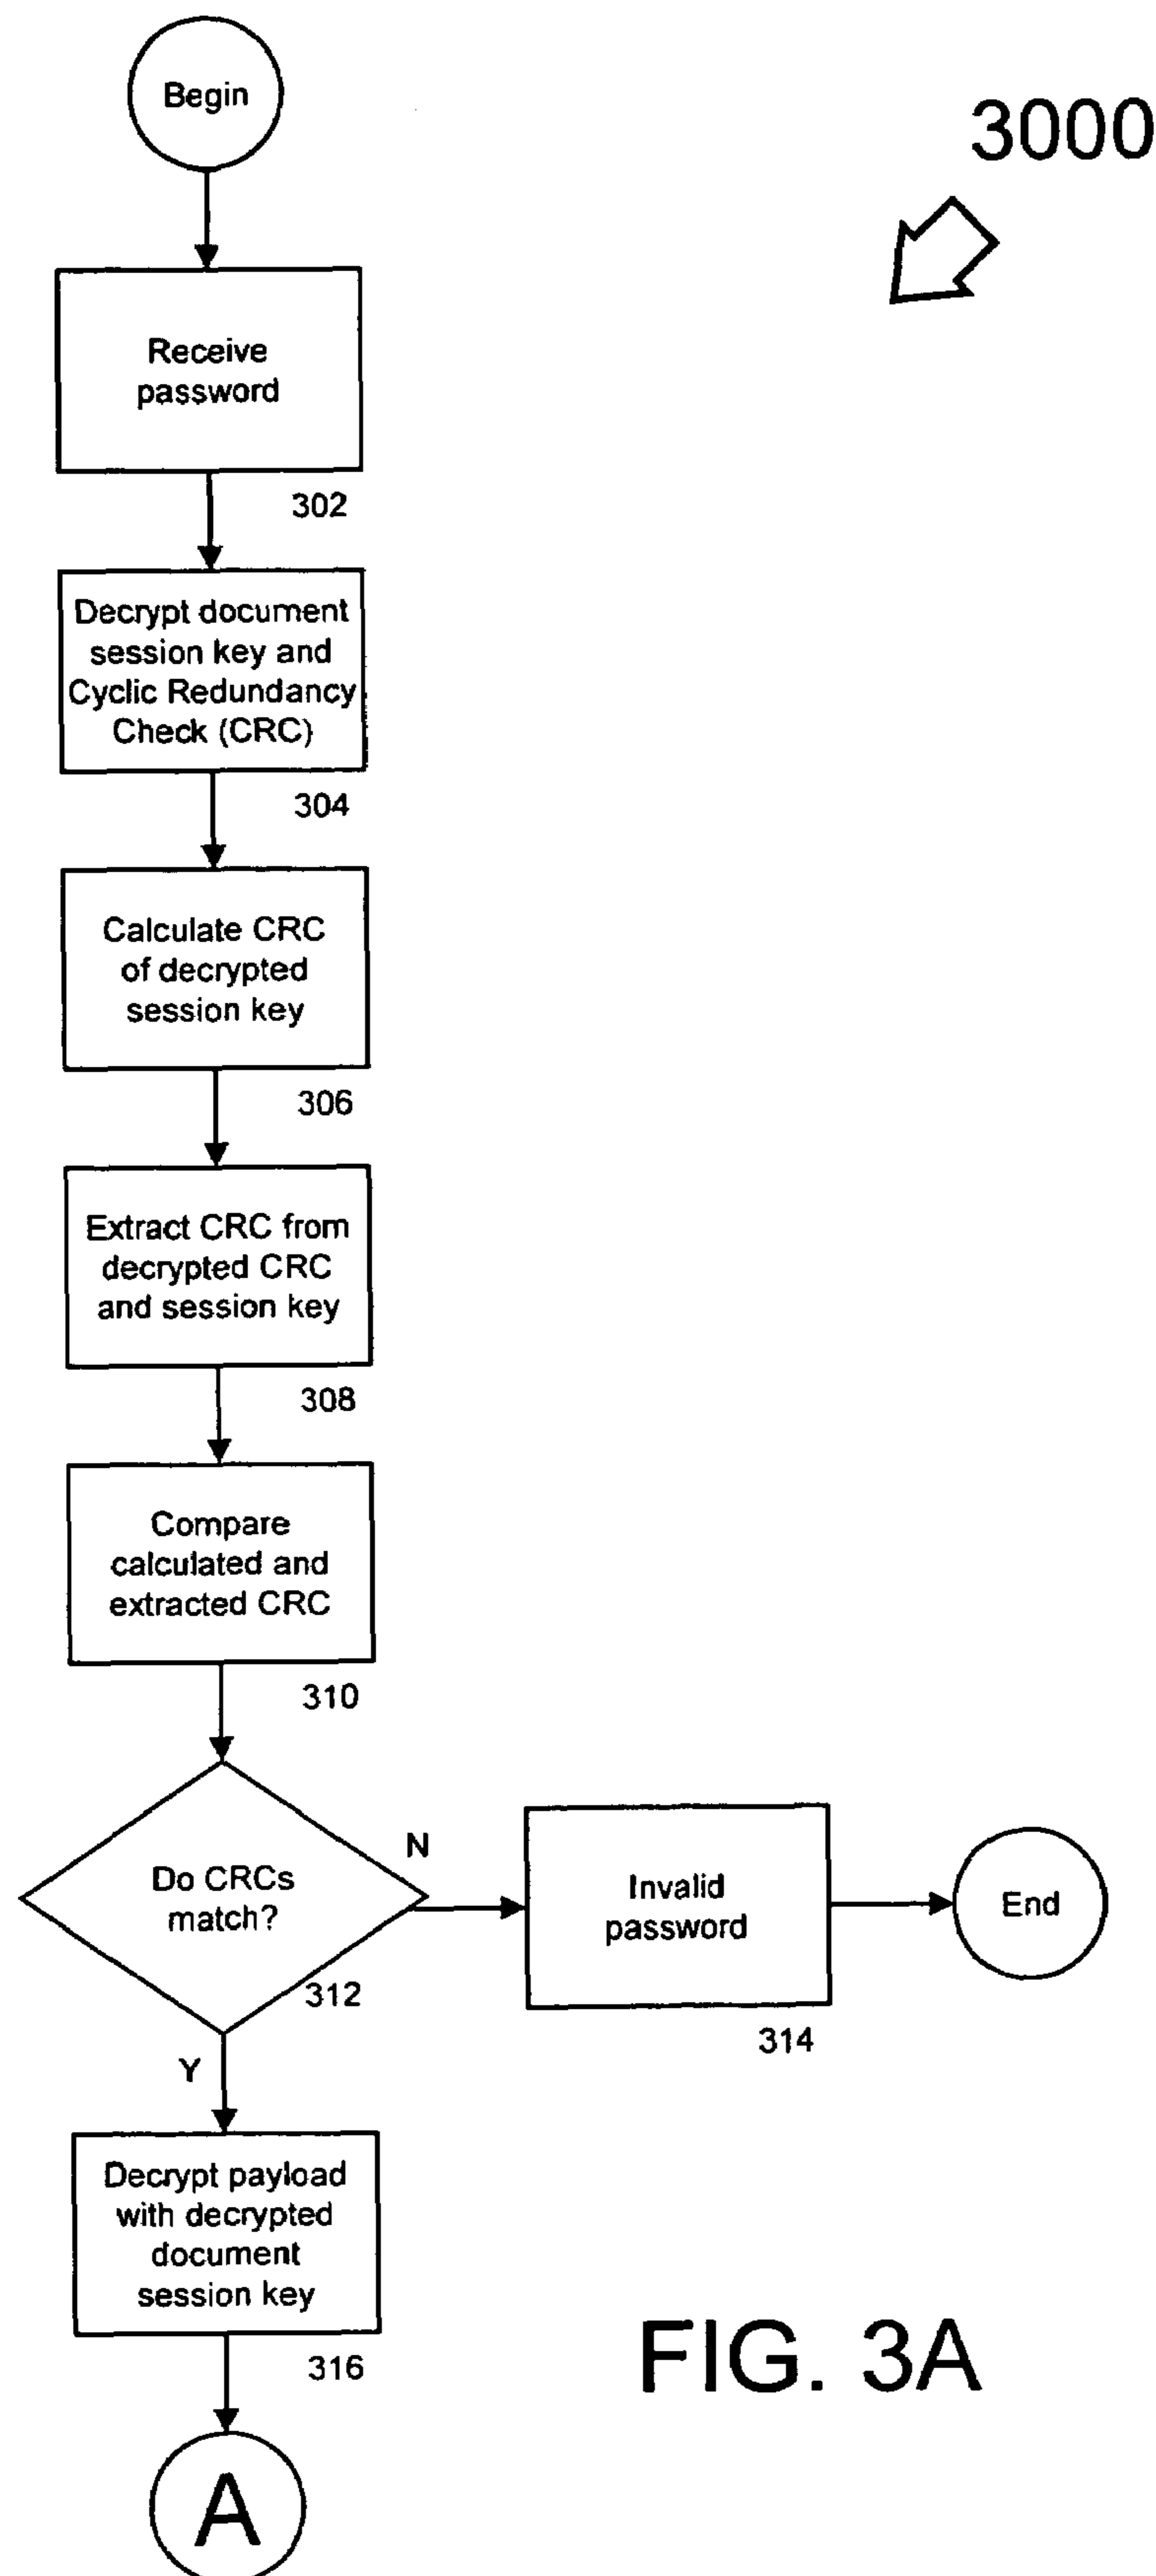 Begin
3000
Receive
password
302
Decrypt document
session key and
Cyclic Redundancy
Check (CRC)
304
Calculate CRC
of decrypted
session key
306
Extract CRC from
decrypted CRC
and session key
308
Compare
calculated and
extracted CRC
310
Do CRCs
match?
312
N
Invalid
password
314
End
Y
Decrypt payload
with decrypted
document
session key
316
A
FIG. 3A